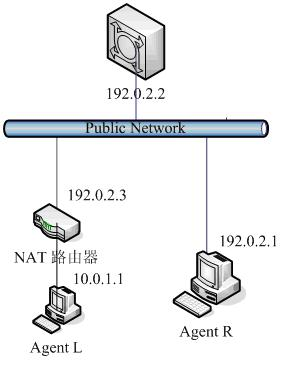 192.0.2.2
Public Network
192.0.2.3
192.0.2.1
NAT 路由器
10.0.1.1
Agent R
Agent L